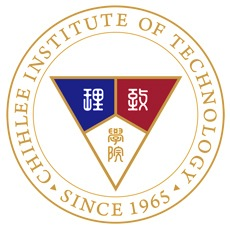 CHIHLEE INSTITUTE OF TECHNOLOGY
理致
學院
SINCE 1965